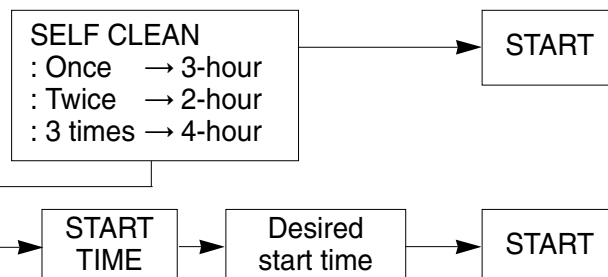 SELF CLEAN
: Once → 3-hour
: Twice → 2-hour
: 3 times → 4-hour
START
START
TIME
Desired
start time
START